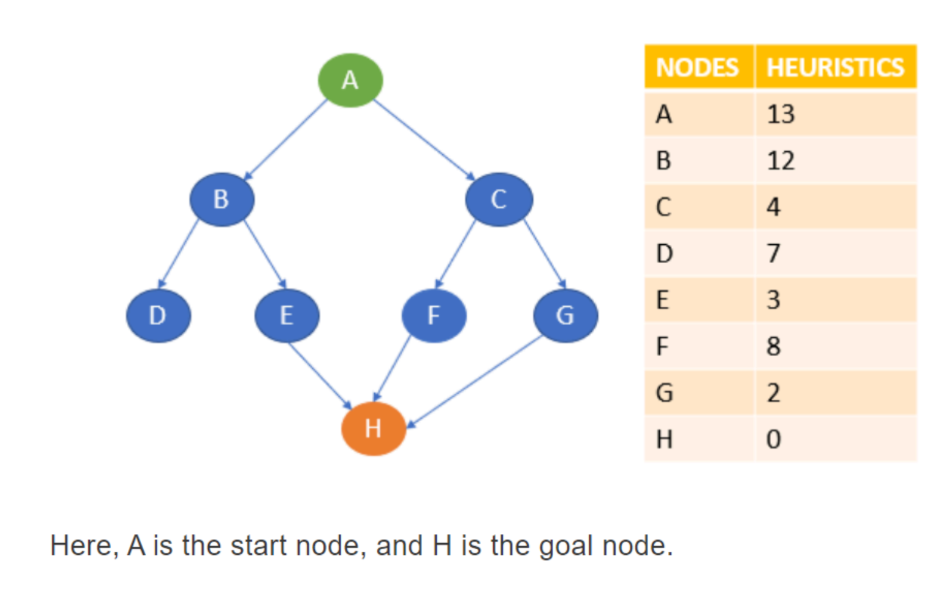 A
B
C
D
E
F
G
H
NODES HEURISTICS
A 13
B 12
C 4
D 7
E 3
F 8
G 2
H 0
Here, A is the start node, and H is the goal node.